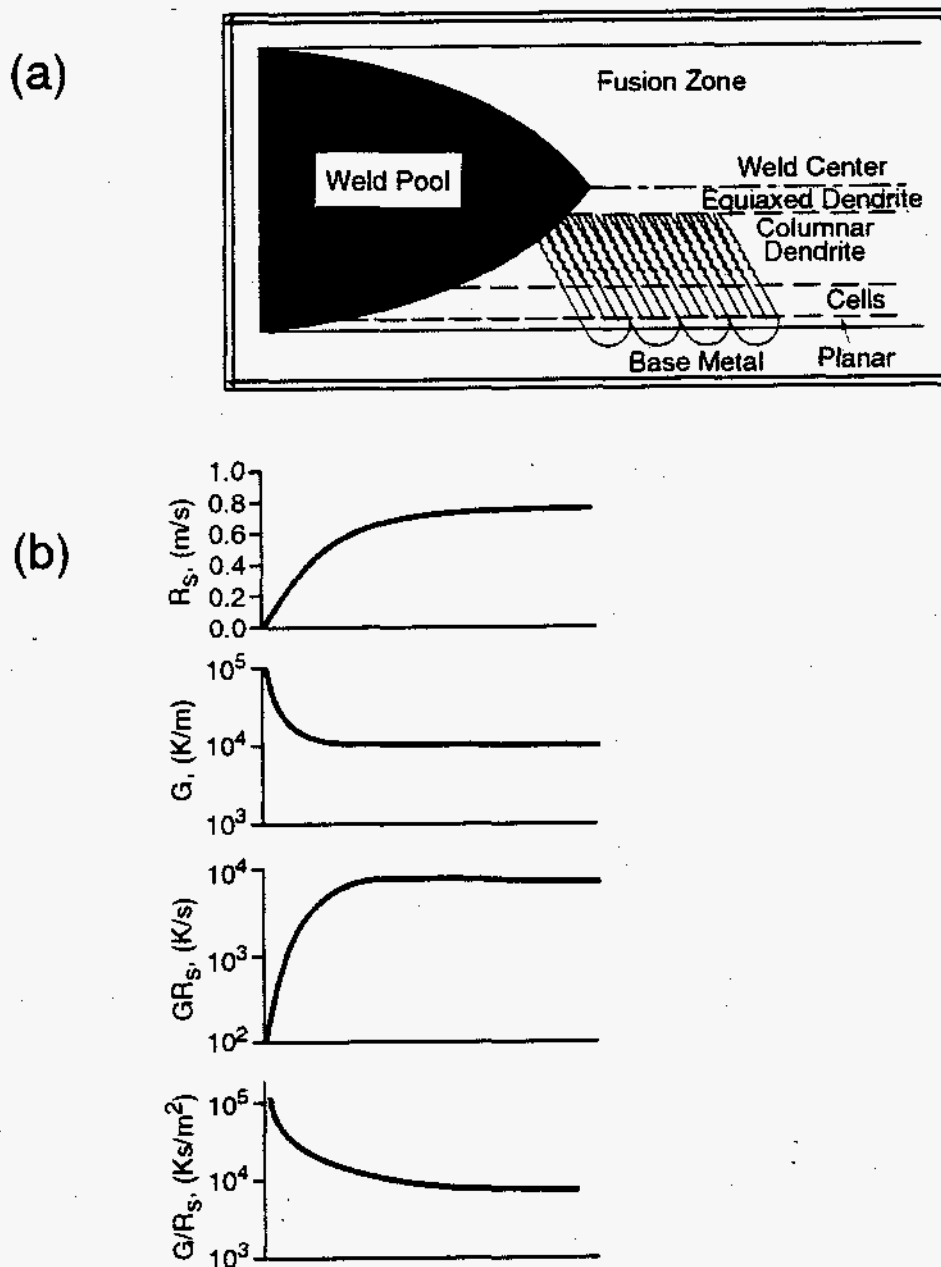 (a)
Fusion Zone
Weld Pool
Weld Center
Equiaxed Dendrite
Columnar
Dendrite
Cells
Base Metal
Planar
(b)
R_S, (m/s)
1.0
0.8
0.6
0.4
0.2
0.0
G, (K/m)
10^5
10^4
10^3
GR_S, (K/s)
10^4
10^3
10^2
G/R_S, (Ks/m^2)
10^5
10^4
10^3